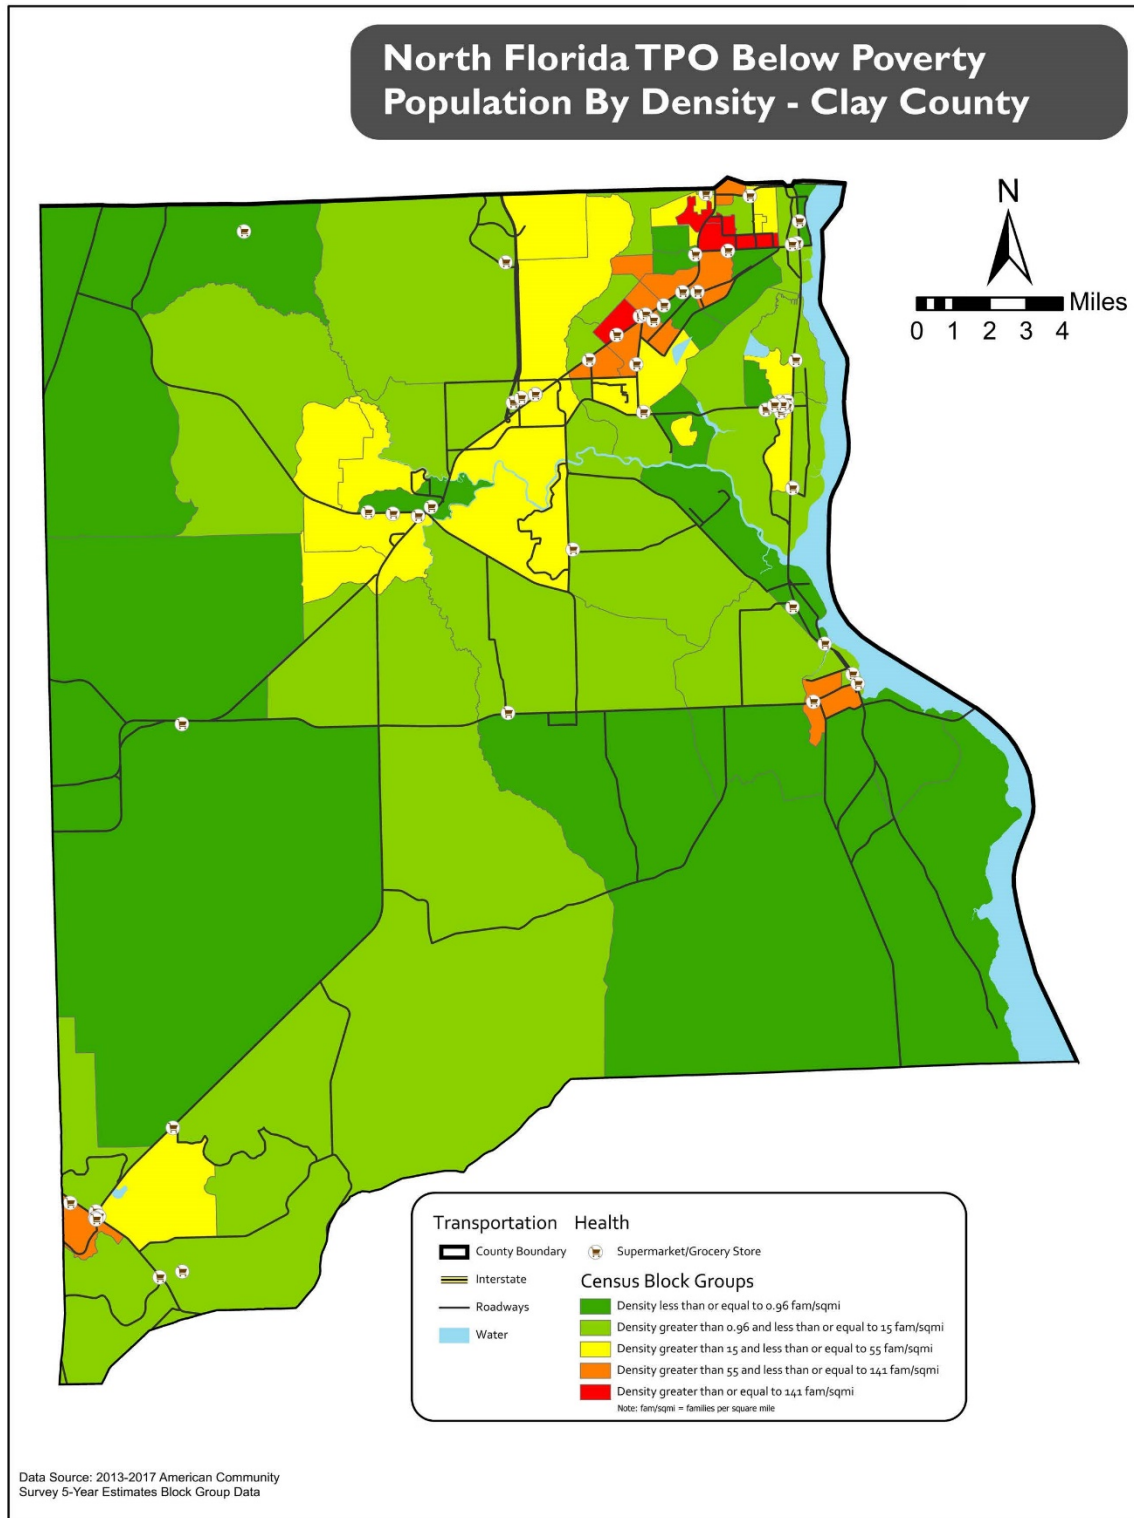 North Florida TPO Below Poverty
Population By Density - Clay County
N
Miles
0 1 2 3 4
Transportation Health
County Boundary
Supermarket/Grocery Store
Interstate
Census Block Groups
Roadways
Density less than or equal to 0.96 fam/sqmi
Density greater than 0.96 and less than or equal to 15 fam/sqmi
Water
Density greater than 15 and less than or equal to 55 fam/sqmi
Density greater than 55 and less than or equal to 141 fam/sqmi
Density greater than or equal to 141 fam/sqmi
Note: fam/sqmi = families per square mile
Data Source: 2013-2017 American Community
Survey 5-Year Estimates Block Group Data